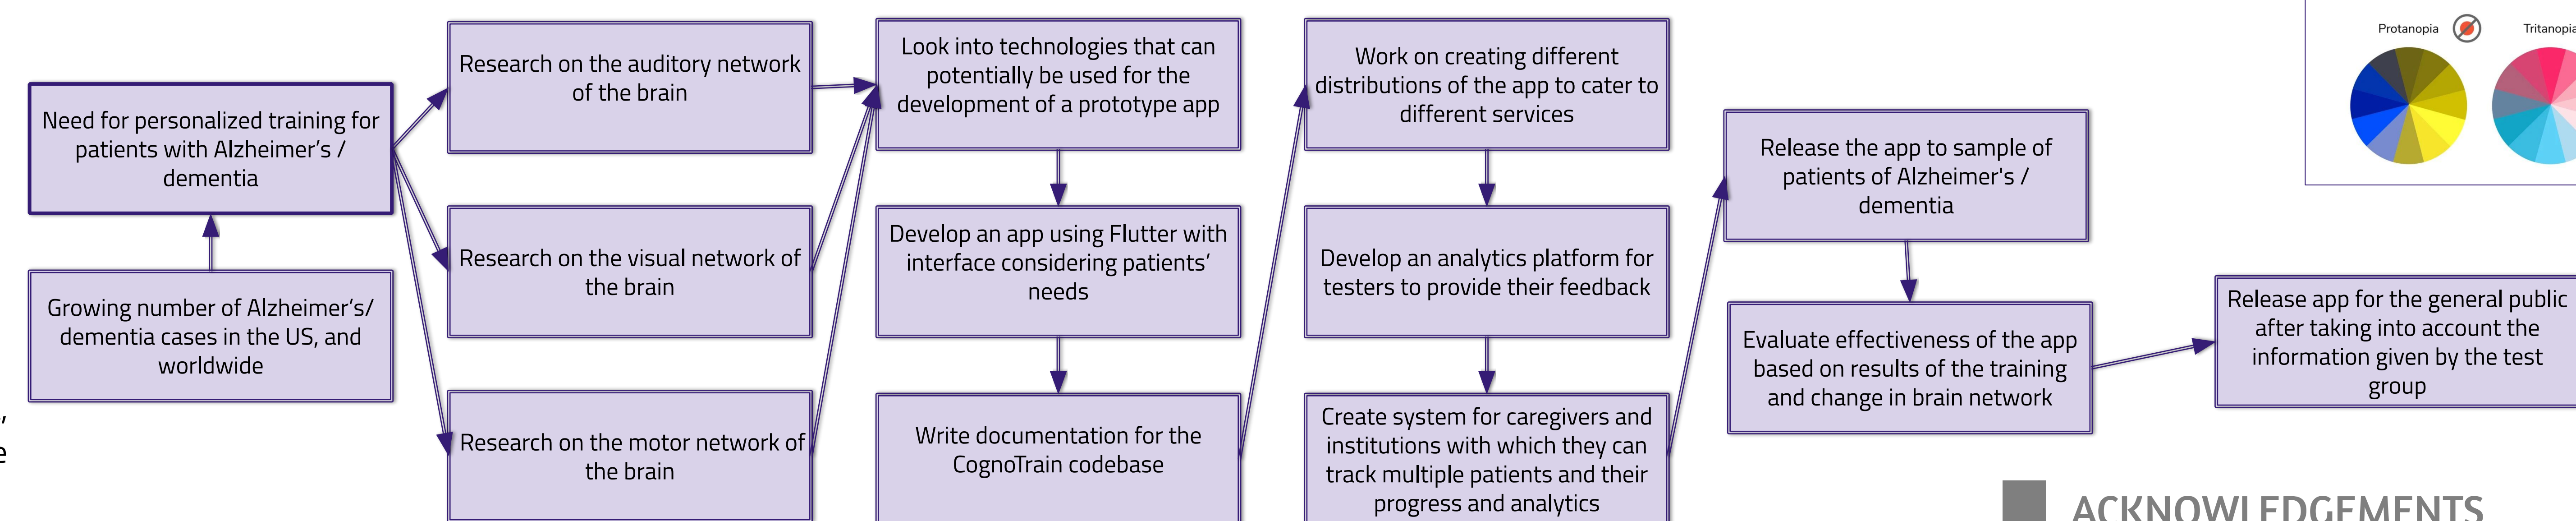 Need for personalized training for
patients with Alzheimer’s /
dementia
Growing number of Alzheimer’s/
dementia cases in the US, and
worldwide
Research on the auditory network
of the brain
Research on the visual network of
the brain
Research on the motor network of
the brain
Look into technologies that can
potentially be used for the
development of a prototype app
Develop an app using Flutter with
interface considering patients’
needs
Write documentation for the
CognoTrain codebase
Work on creating different
distributions of the app to cater to
different services
Develop an analytics platform for
testers to provide their feedback
Create system for caregivers and
institutions with which they can
track multiple patients and their
progress and analytics
Release the app to sample of
patients of Alzheimer's /
dementia
Evaluate effectiveness of the app
based on results of the training
and change in brain network
Release app for the general public
after taking into account the
information given by the test
group
Protanopia
Tritanopia
ACKNOWLEDGEMENTS